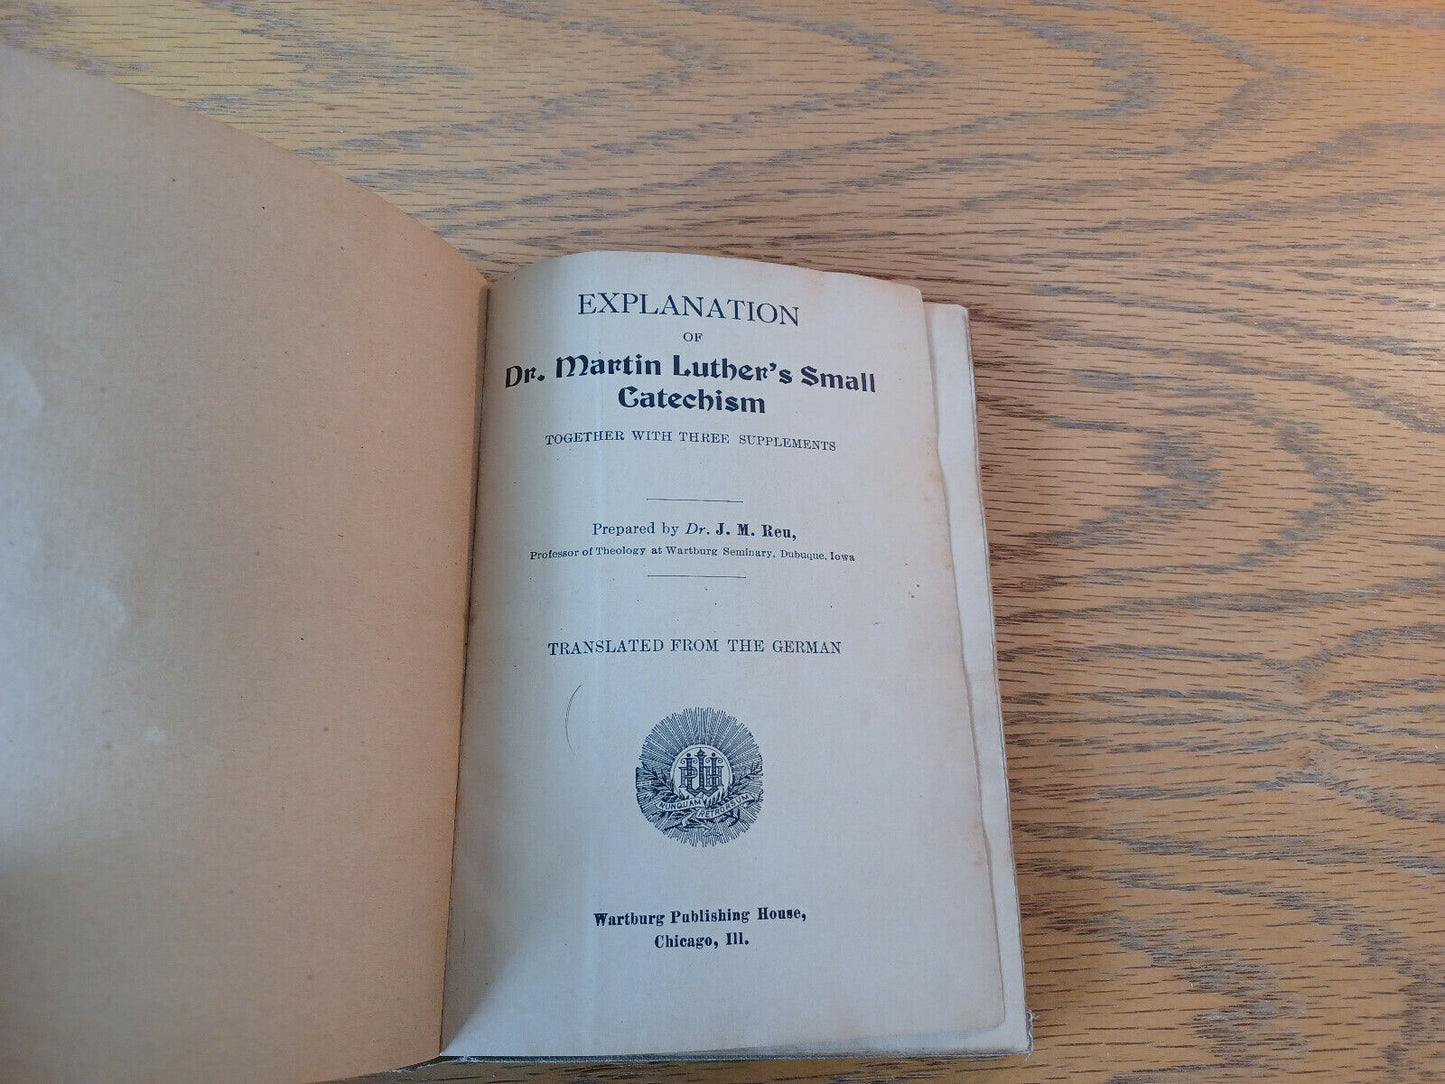 EXPLANATION
OF
Dr. Martin Luther's Small
Catechism
TOGETHER WITH THREE SUPPLEMENTS
Prepared by Dr. J. M. Reu,
Professor of Theology at Wartburg Seminary, Dubuque, Iowa
TRANSLATED FROM THE GERMAN
WPH
NUNQUAM RETRORSUM
Wartburg Publishing House,
Chicago, Ill.